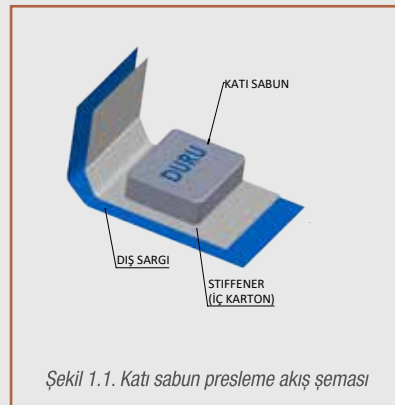 KATI SABUN
DURU
DIŞ SARGI
STIFFENER
(İÇ KARTON)
Şekil 1.1. Katı sabun presleme akış şeması